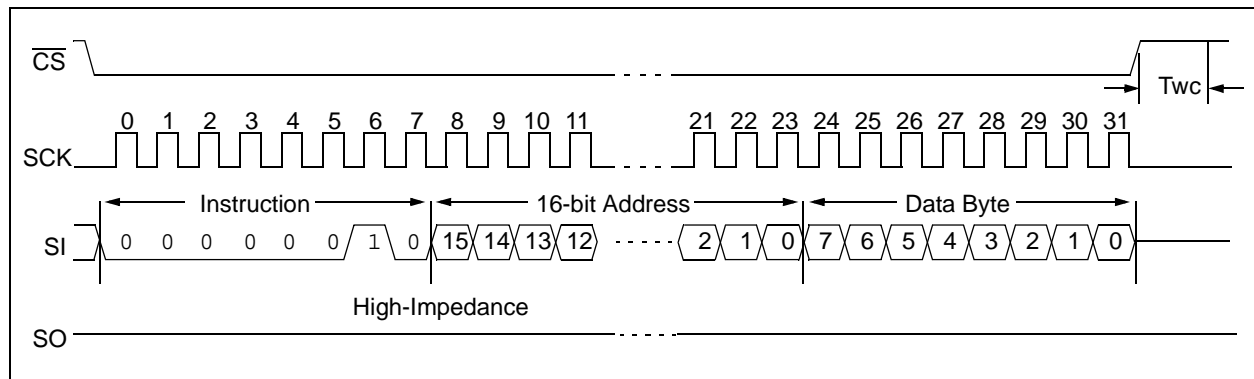 CS
Twc
0 1 2 3 4 5 6 7 8 9 10 11 21 22 23 24 25 26 27 28 29 30 31
SCK
Instruction 16-bit Address Data Byte
SI 0 0 0 0 0 0 1 0 15 14 13 12 2 1 0 7 6 5 4 3 2 1 0
High-Impedance
SO